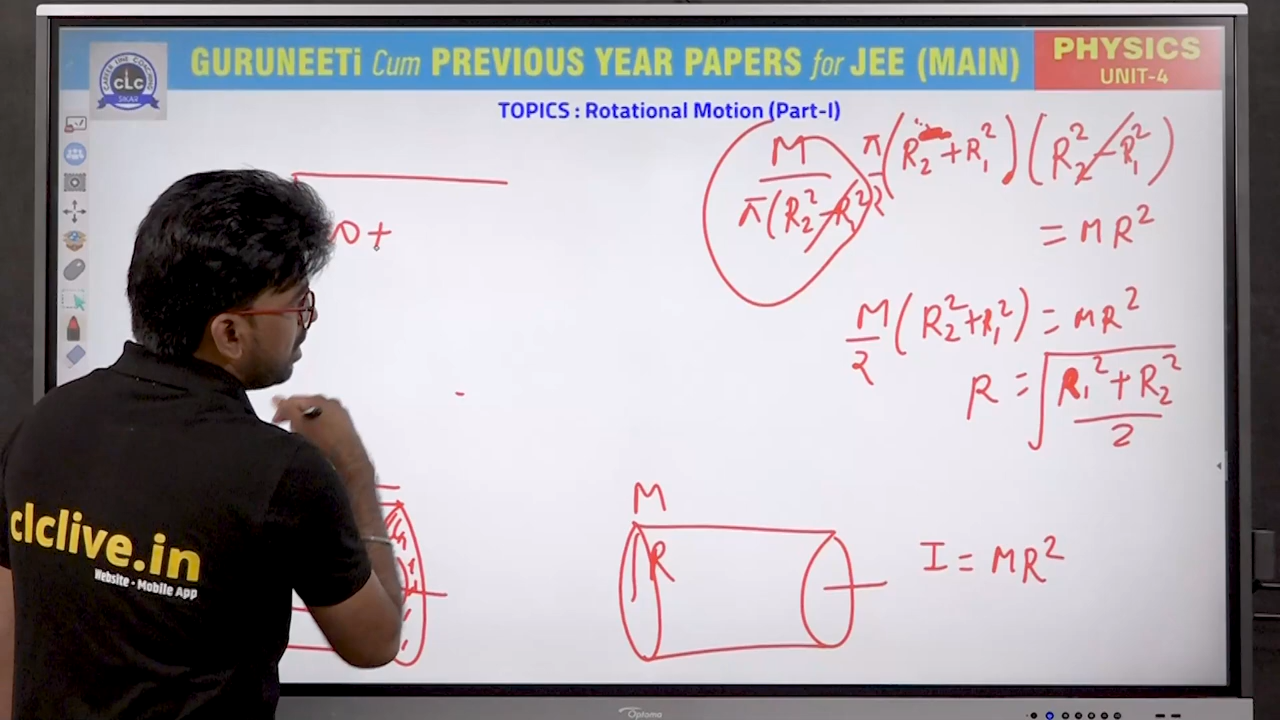 GURUNEETi Cum PREVIOUS YEAR PAPERS for JEE (MAIN)
PHYSICS
UNIT-4
CLC
SIKAR
TOPICS : Rotational Motion (Part-I)
M/π(R₂²-R₁²) π/2(R₂²+R₁²)(R₂²-R₁²)
= MR²
M/2(R₂²+R₁²) = MR²
R = √((R₁²+R₂²)/2)
M
R
I = MR²
clclive.in
Website - Mobile App
Optoma